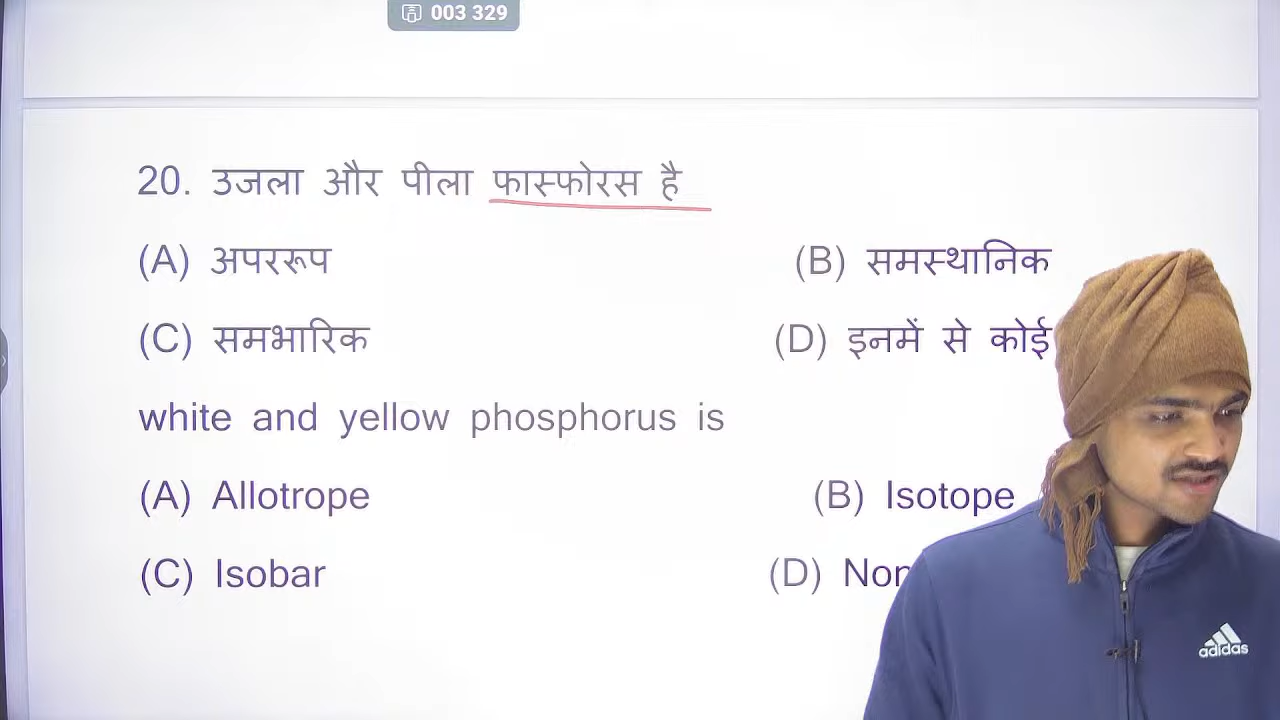 003 329
20. उजला और पीला फास्फोरस है
(A) अपररूप (B) समस्थानिक
(C) समभारिक (D) इनमें से कोई
white and yellow phosphorus is
(A) Allotrope (B) Isotope
(C) Isobar (D)
adidas